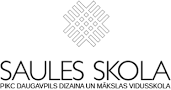 SAULES SKOLA
PIKC DAUGAVPILS DIZAINA UN MĀKSLAS VIDUSSKOLA